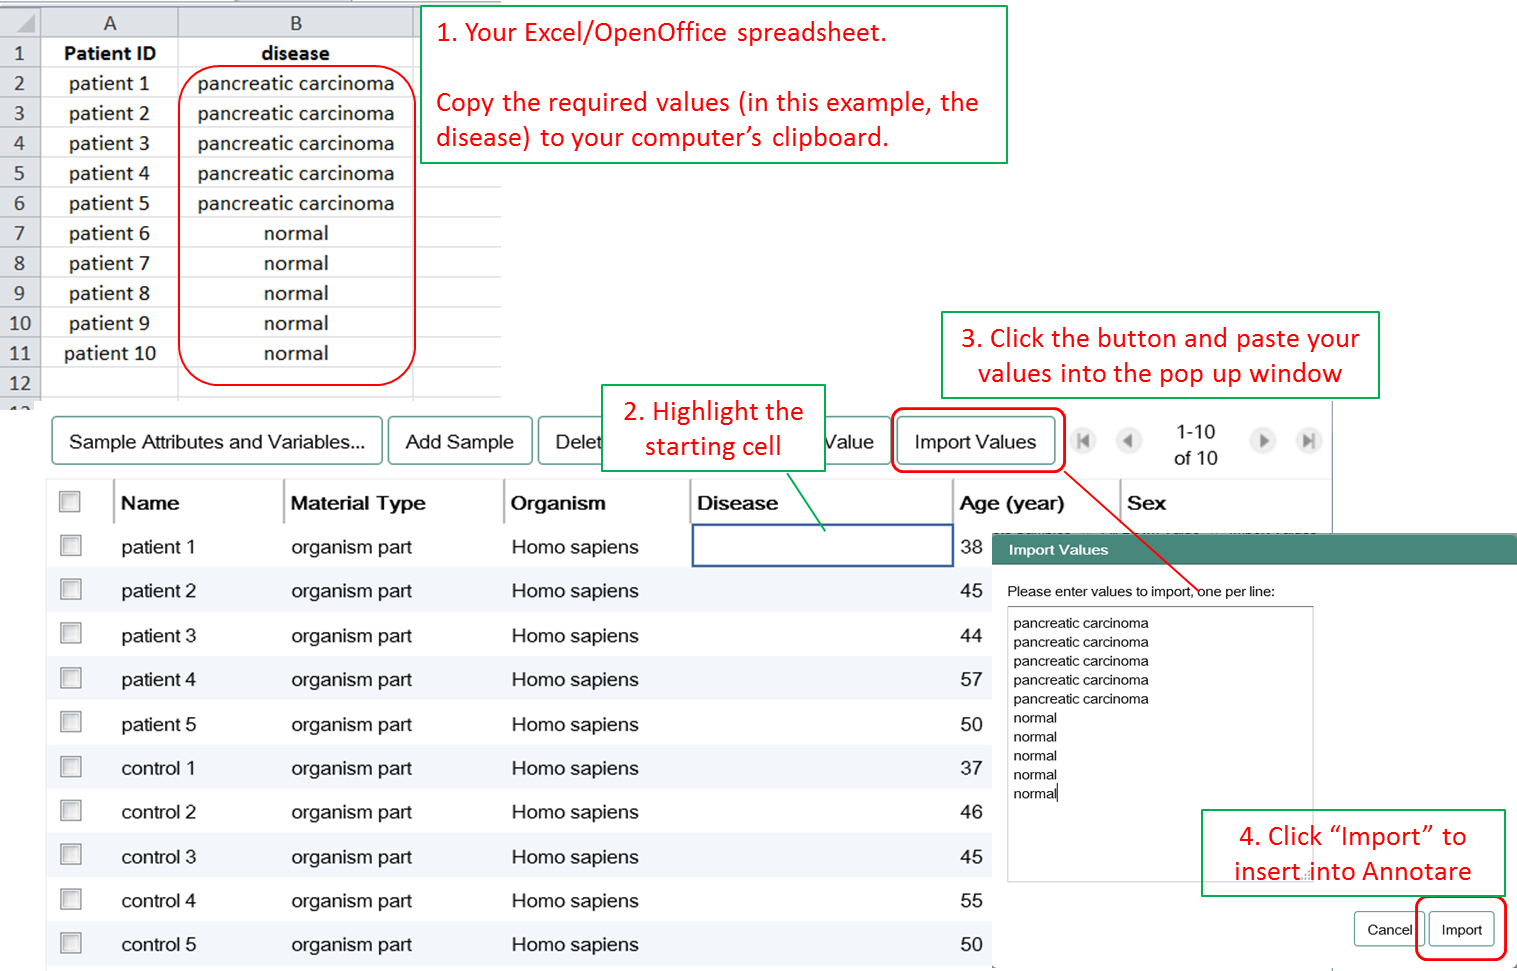 A B
1 Patient ID disease
2 patient 1 pancreatic carcinoma
3 patient 2 pancreatic carcinoma
4 patient 3 pancreatic carcinoma
5 patient 4 pancreatic carcinoma
6 patient 5 pancreatic carcinoma
7 patient 6 normal
8 patient 7 normal
9 patient 8 normal
10 patient 9 normal
11 patient 10 normal
12
1. Your Excel/OpenOffice spreadsheet.
Copy the required values (in this example, the
disease) to your computer’s clipboard.
3. Click the button and paste your
values into the pop up window
2. Highlight the
starting cell
Sample Attributes and Variables... Add Sample Delet Value Import Values 1-10
of 10
Name Material Type Organism Disease Age (year) Sex
patient 1 organism part Homo sapiens 38
patient 2 organism part Homo sapiens 45
patient 3 organism part Homo sapiens 44
patient 4 organism part Homo sapiens 57
patient 5 organism part Homo sapiens 50
control 1 organism part Homo sapiens 37
control 2 organism part Homo sapiens 46
control 3 organism part Homo sapiens 45
control 4 organism part Homo sapiens 55
control 5 organism part Homo sapiens 50
Import Values
Please enter values to import, one per line:
pancreatic carcinoma
pancreatic carcinoma
pancreatic carcinoma
pancreatic carcinoma
pancreatic carcinoma
normal
normal
normal
normal
normal
4. Click “Import” to
insert into Annotare
Cancel Import